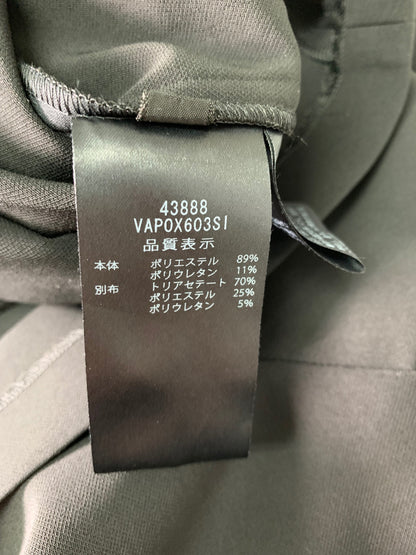 43888
VAPOX603SI
品質表示
本体 ポリエステル 89%
ポリウレタン 11%
別布 トリアセテート 70%
ポリエステル 25%
ポリウレタン 5%